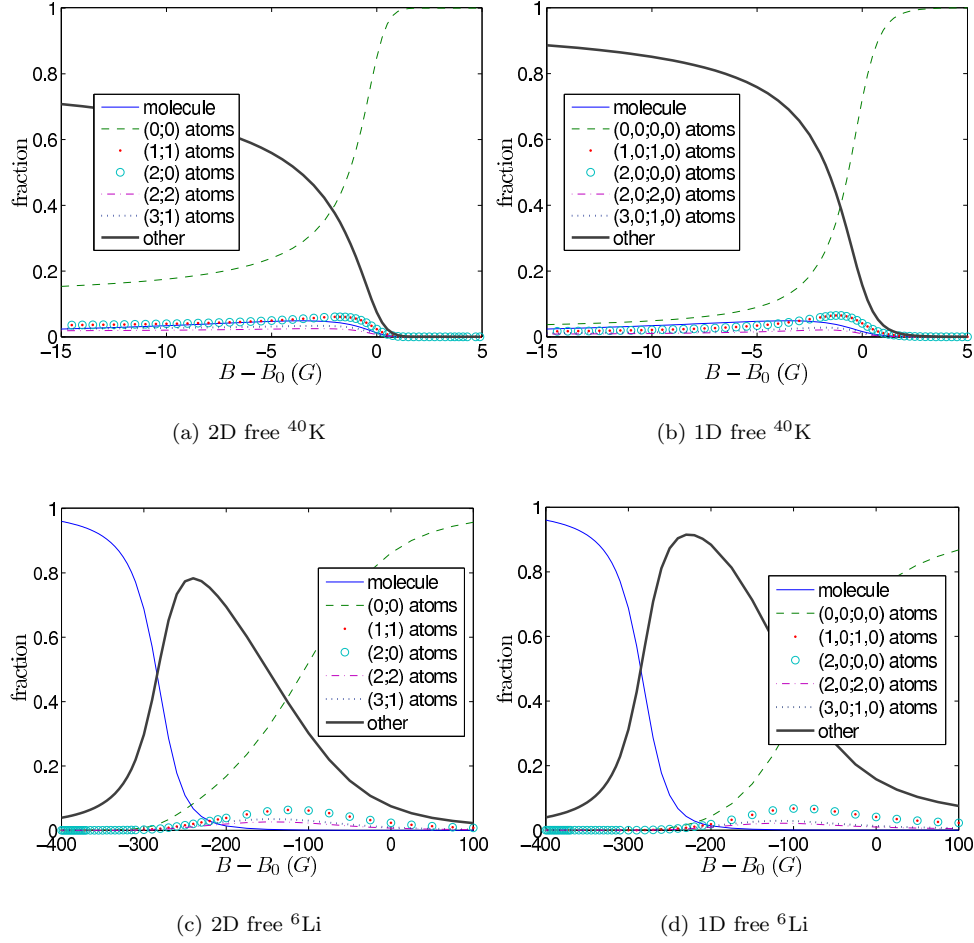 1
0.8
0.6
0.4
0.2
0
fraction
molecule
(0;0) atoms
(1;1) atoms
(2;0) atoms
(2;2) atoms
(3;1) atoms
other
−15 −10 −5 0 5
B − B0 (G)
(a) 2D free 40K
1
0.8
0.6
0.4
0.2
0
fraction
molecule
(0,0;0,0) atoms
(1,0;1,0) atoms
(2,0;0,0) atoms
(2,0;2,0) atoms
(3,0;1,0) atoms
other
−15 −10 −5 0 5
B − B0 (G)
(b) 1D free 40K
1
0.8
0.6
0.4
0.2
0
fraction
molecule
(0;0) atoms
(1;1) atoms
(2;0) atoms
(2;2) atoms
(3;1) atoms
other
−400 −300 −200 −100 0 100
B − B0 (G)
(c) 2D free 6Li
1
0.8
0.6
0.4
0.2
0
fraction
molecule
(0,0;0,0) atoms
(1,0;1,0) atoms
(2,0;0,0) atoms
(2,0;2,0) atoms
(3,0;1,0) atoms
other
−400 −300 −200 −100 0 100
B − B0 (G)
(d) 1D free 6Li